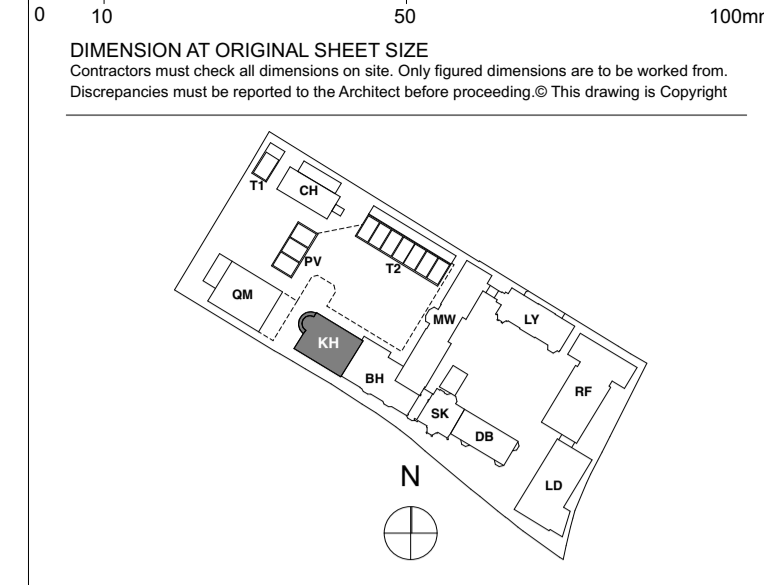 0 10 50 100mm
DIMENSION AT ORIGINAL SHEET SIZE
Contractors must check all dimensions on site. Only figured dimensions are to be worked from.
Discrepancies must be reported to the Architect before proceeding.© This drawing is Copyright
T1
CH
PV
T2
QM
KH
MW
LY
BH
RF
SK
DB
LD
N